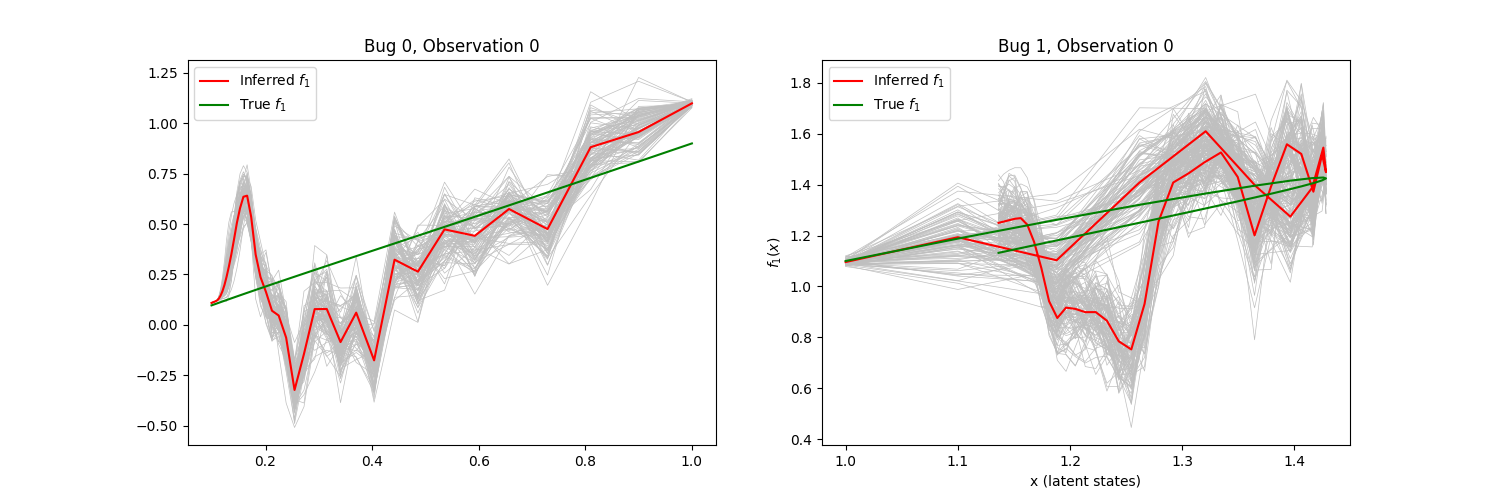 Bug 0, Observation 0
Inferred f₁
True f₁
1.25
1.00
0.75
0.50
0.25
0.00
−0.25
−0.50
0.2 0.4 0.6 0.8 1.0
Bug 1, Observation 0
Inferred f₁
True f₁
f₁(x)
1.8
1.6
1.4
1.2
1.0
0.8
0.6
0.4
1.0 1.1 1.2 1.3 1.4
x (latent states)